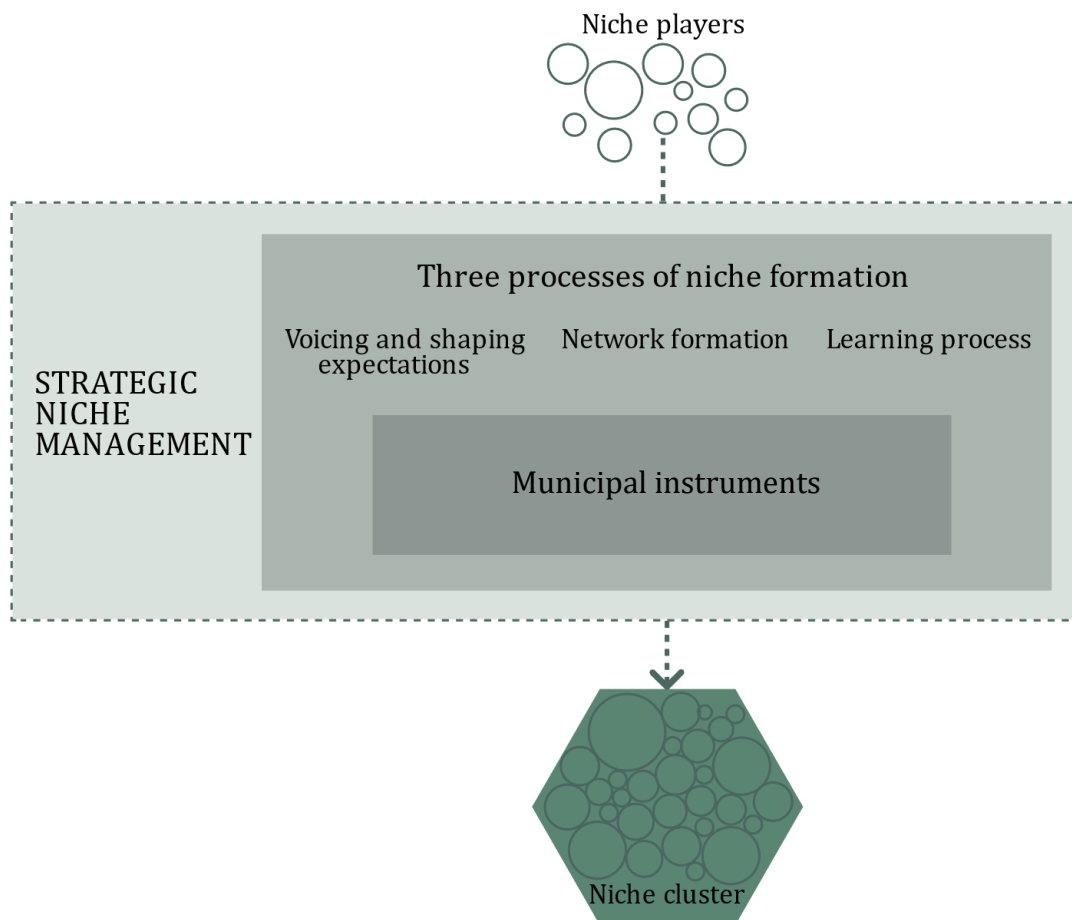 Niche players
Three processes of niche formation
Voicing and shaping
expectations
Network formation
Learning process
STRATEGIC
NICHE
MANAGEMENT
Municipal instruments
Niche cluster